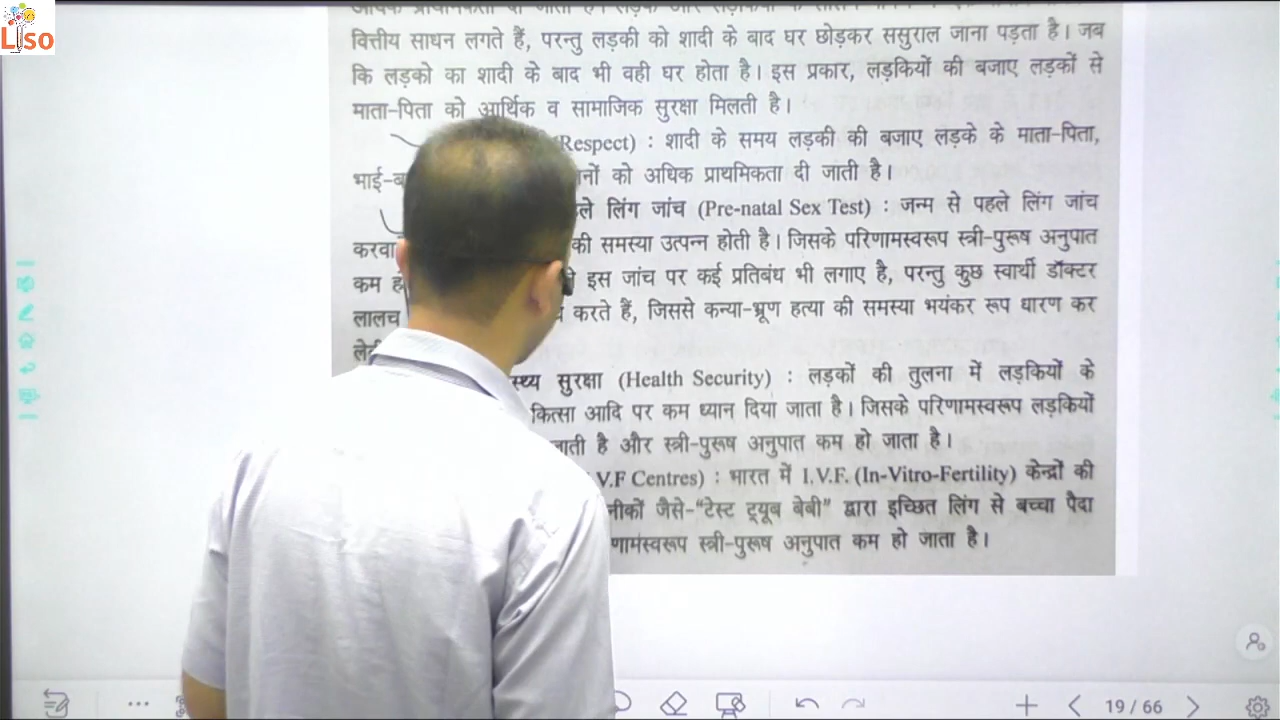 Liso
वित्तीय साधन लगते हैं, परन्तु लड़की को शादी के बाद घर छोड़कर ससुराल जाना पड़ता है। जब
कि लड़को का शादी के बाद भी वही घर होता है। इस प्रकार, लड़कियों की बजाए लड़कों से
माता-पिता को आर्थिक व सामाजिक सुरक्षा मिलती है।
(Respect) : शादी के समय लड़की की बजाए लड़के के माता-पिता,
को अधिक प्राथमिकता दी जाती है।
लिंग जांच (Pre-natal Sex Test) : जन्म से पहले लिंग जांच
की समस्या उत्पन्न होती है। जिसके परिणामस्वरूप स्त्री-पुरूष अनुपात
कम इस जांच पर कई प्रतिबंध भी लगाए है, परन्तु कुछ स्वार्थी डॉक्टर
लालच करते हैं, जिससे कन्या-भ्रूण हत्या की समस्या भयंकर रूप धारण कर
सुरक्षा (Health Security) : लड़कों की तुलना में लड़कियों के
आदि पर कम ध्यान दिया जाता है। जिसके परिणामस्वरूप लड़कियों
है और स्त्री-पुरूष अनुपात कम हो जाता है।
V.F Centres) : भारत में I.V.F. (In-Vitro-Fertility) केन्द्रों की
जैसे-“टेस्ट ट्यूब बेबी” द्वारा इच्छित लिंग से बच्चा पैदा
स्त्री-पुरूष अनुपात कम हो जाता है।
19 / 66